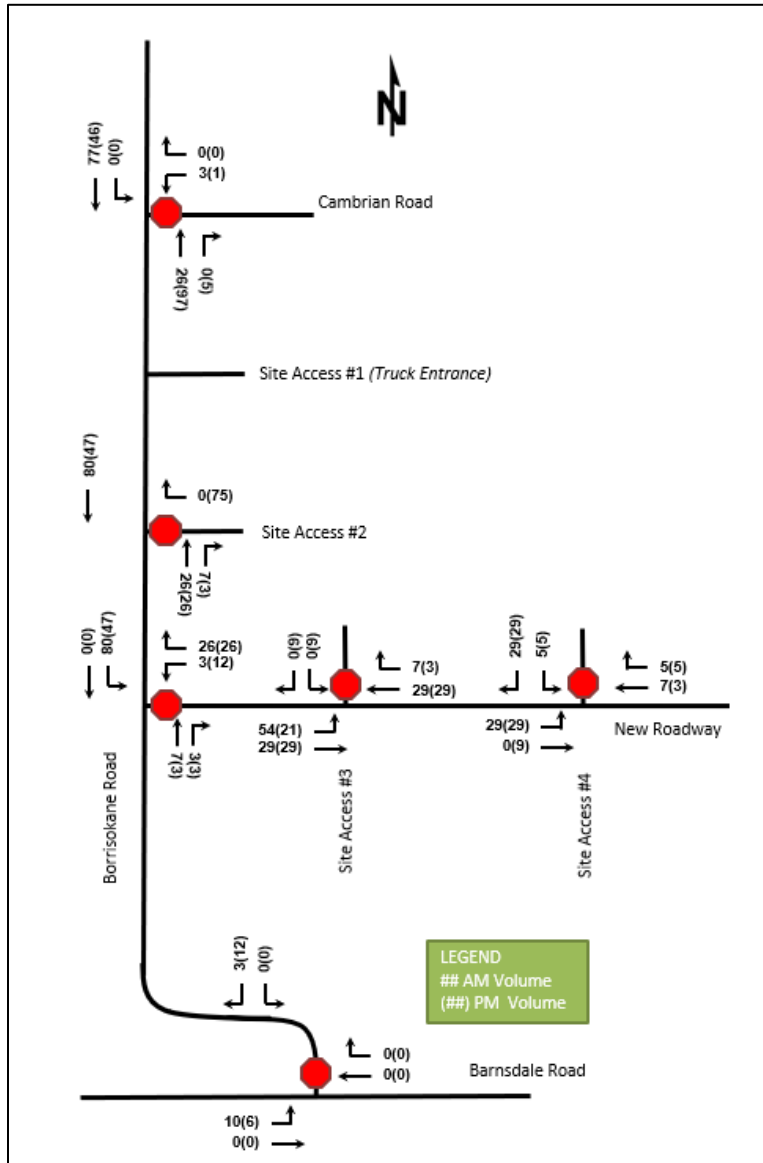 N
77(46)
0(0)
0(0)
3(1)
Cambrian Road
26(97)
0(5)
Site Access #1 (Truck Entrance)
80(47)
0(75)
Site Access #2
26(26)
7(3)
0(0)
80(47)
26(26)
3(12)
7(3)
3(3)
0(9)
0(9)
7(3)
29(29)
54(21)
29(29)
29(29)
5(5)
5(5)
7(3)
29(29)
0(9)
New Roadway
Borrisokane Road
Site Access #3
Site Access #4
3(12)
0(0)
LEGEND
## AM Volume
(##) PM Volume
0(0)
0(0)
Barnsdale Road
10(6)
0(0)